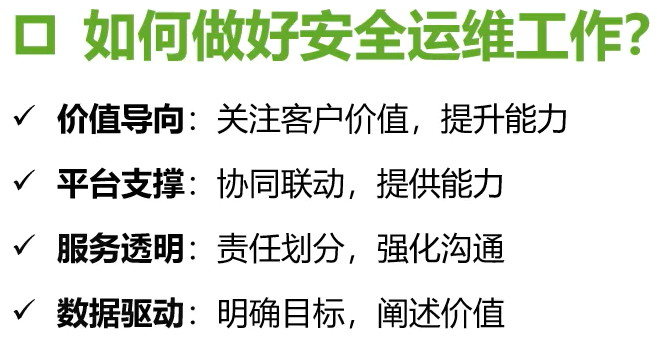 如何做好安全运维工作?
价值导向：关注客户价值，提升能力
平台支撑：协同联动，提供能力
服务透明：责任划分，强化沟通
数据驱动：明确目标，阐述价值